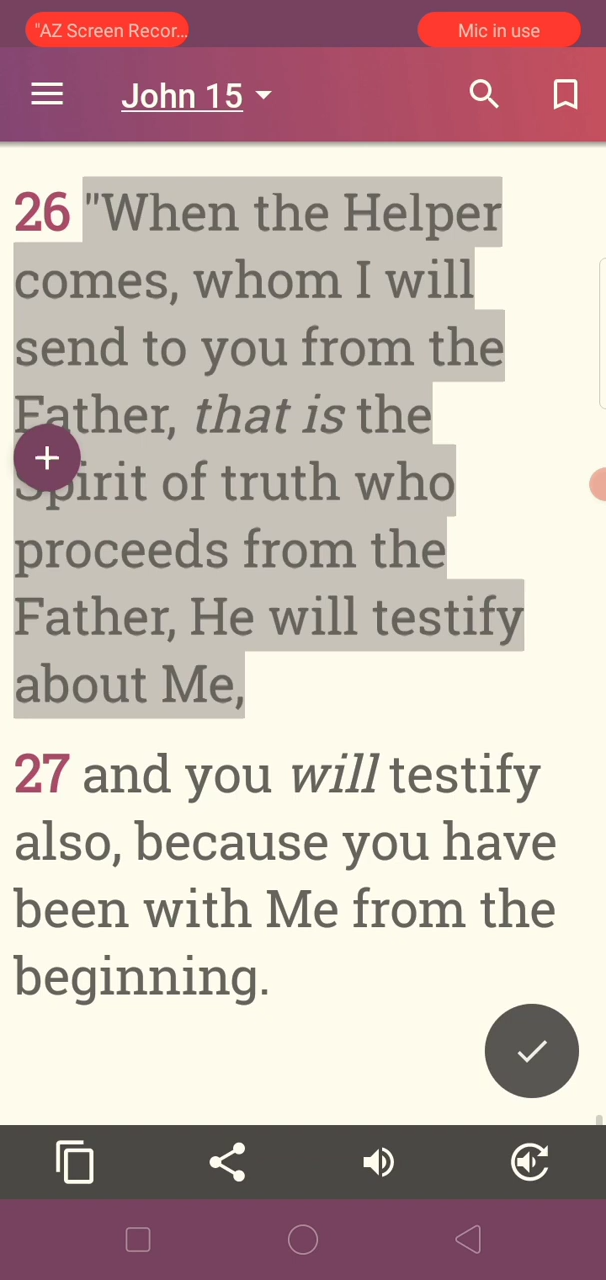 "AZ Screen Recor...
Mic in use
John 15
26 "When the Helper
comes, whom I will
send to you from the
Father, that is the
Spirit of truth who
proceeds from the
Father, He will testify
about Me,
27 and you will testify
also, because you have
been with Me from the
beginning.